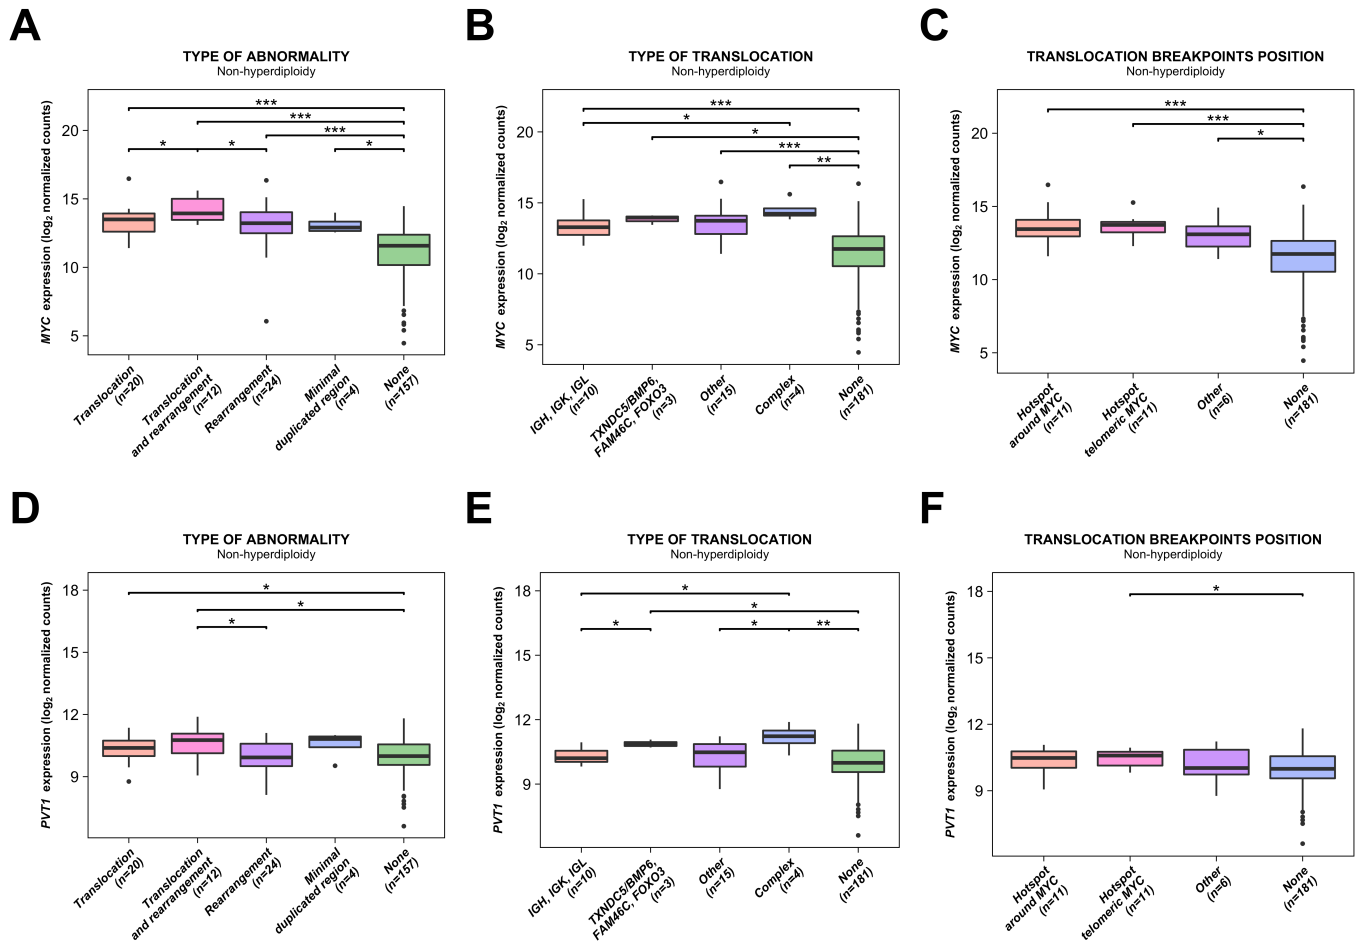 A
TYPE OF ABNORMALITY
Non-hyperdiploidy
MYC expression (log2 normalized counts)
20
15
10
5
***
***
***
* * *
Translocation
(n=20)
Translocation
and rearrangement
(n=12)
Rearrangement
(n=24)
Minimal
duplicated region
(n=4)
None
(n=157)
B
TYPE OF TRANSLOCATION
Non-hyperdiploidy
MYC expression (log2 normalized counts)
20
15
10
5
***
*
*
***
**
IGH, IGK, IGL
(n=10)
TXNDC5/BMP6,
FAM46C, FOXO3
(n=3)
Other
(n=15)
Complex
(n=4)
None
(n=181)
C
TRANSLOCATION BREAKPOINTS POSITION
Non-hyperdiploidy
MYC expression (log2 normalized counts)
20
15
10
5
***
***
*
Hotspot
around MYC
(n=11)
Hotspot
telomeric MYC
(n=11)
Other
(n=6)
None
(n=181)
D
TYPE OF ABNORMALITY
Non-hyperdiploidy
PVT1 expression (log2 normalized counts)
18
15
12
9
*
*
*
Translocation
(n=20)
Translocation
and rearrangement
(n=12)
Rearrangement
(n=24)
Minimal
duplicated region
(n=4)
None
(n=157)
E
TYPE OF TRANSLOCATION
Non-hyperdiploidy
PVT1 expression (log2 normalized counts)
18
15
12
9
*
*
* * **
IGH, IGK, IGL
(n=10)
TXNDC5/BMP6,
FAM46C, FOXO3
(n=3)
Other
(n=15)
Complex
(n=4)
None
(n=181)
F
TRANSLOCATION BREAKPOINTS POSITION
Non-hyperdiploidy
PVT1 expression (log2 normalized counts)
18
15
12
9
*
Hotspot
around MYC
(n=11)
Hotspot
telomeric MYC
(n=11)
Other
(n=6)
None
(n=181)